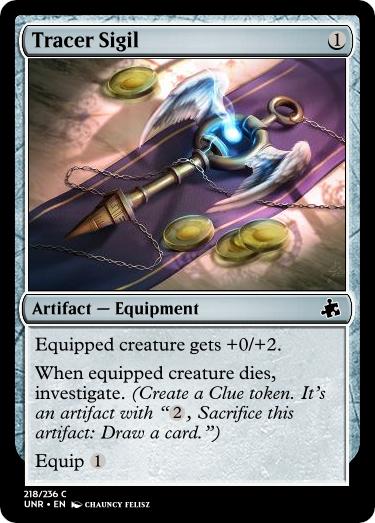 Tracer Sigil 1
Artifact — Equipment
Equipped creature gets +0/+2.
When equipped creature dies,
investigate. (Create a Clue token. It's
an artifact with “2, Sacrifice this
artifact: Draw a card.”)
Equip 1
218/236 C
UNR • EN CHAUNCY FELISZ